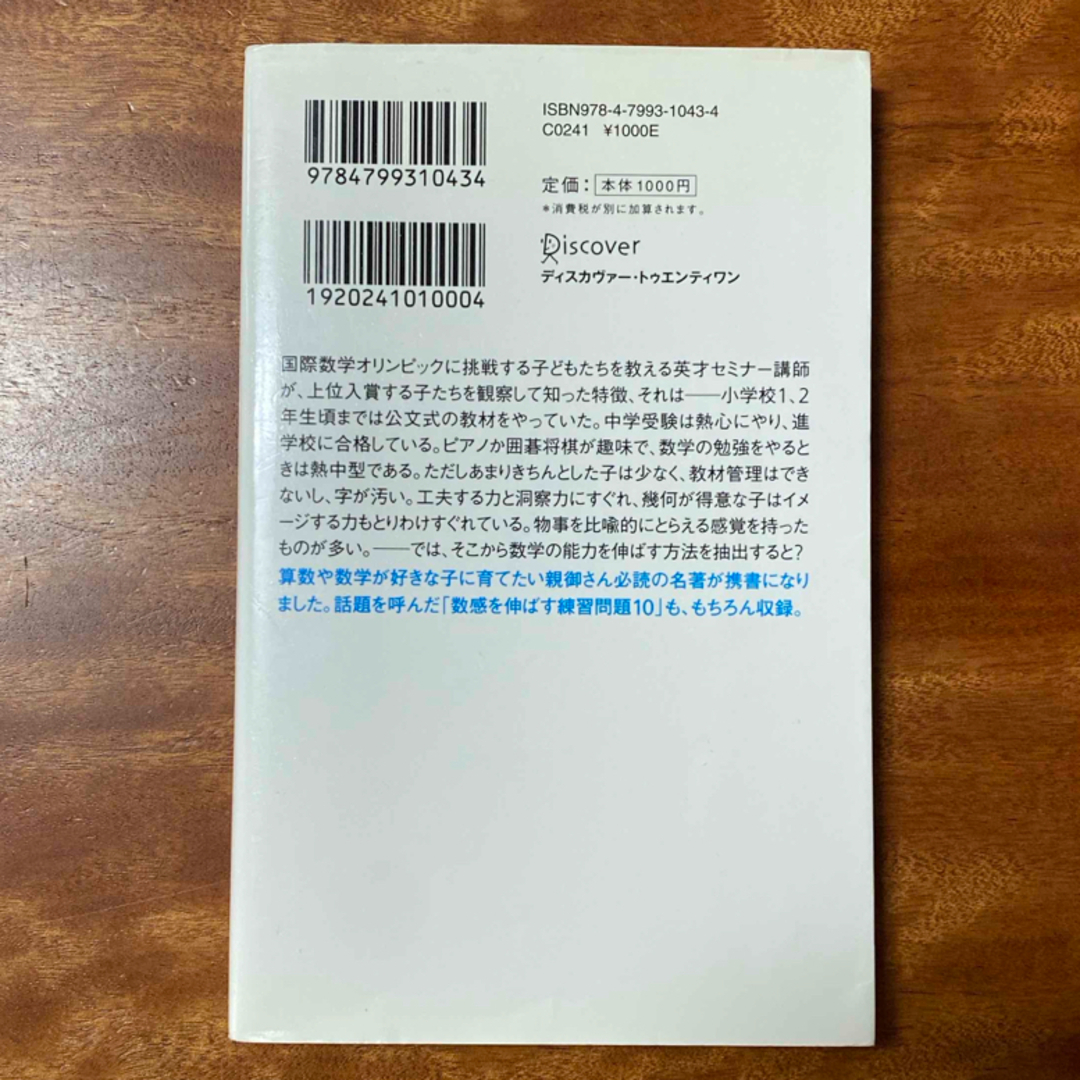 ISBN978-4-7993-1043-4
C0241 ¥1000E
9784799310434
定価：本体1000円
＊消費税が別に加算されます。
Discover
ディスカヴァー・トゥエンティワン
1920241010004
国際数学オリンピックに挑戦する子どもたちを教える英才セミナー講師
が、上位入賞する子たちを観察して知った特徴、それは——小学校1、2
年生頃までは公文式の教材をやっていた。中学受験は熱心にやり、進
学校に合格している。ピアノか囲碁将棋が趣味で、数学の勉強をやると
きは熱中型である。ただしあまりきちんとした子は少なく、教材管理はでき
ないし、字が汚い。工夫する力と洞察力にすぐれ、幾何が得意な子はイメ
ージする力もとりわけすぐれている。物事を比喩的にとらえる感覚を持った
ものが多い。——では、そこから数学の能力を伸ばす方法を抽出すると?
算数や数学が好きな子に育てたい親御さん必読の名著が携書になり
ました。話題を呼んだ「数感を伸ばす練習問題10」も、もちろん収録。